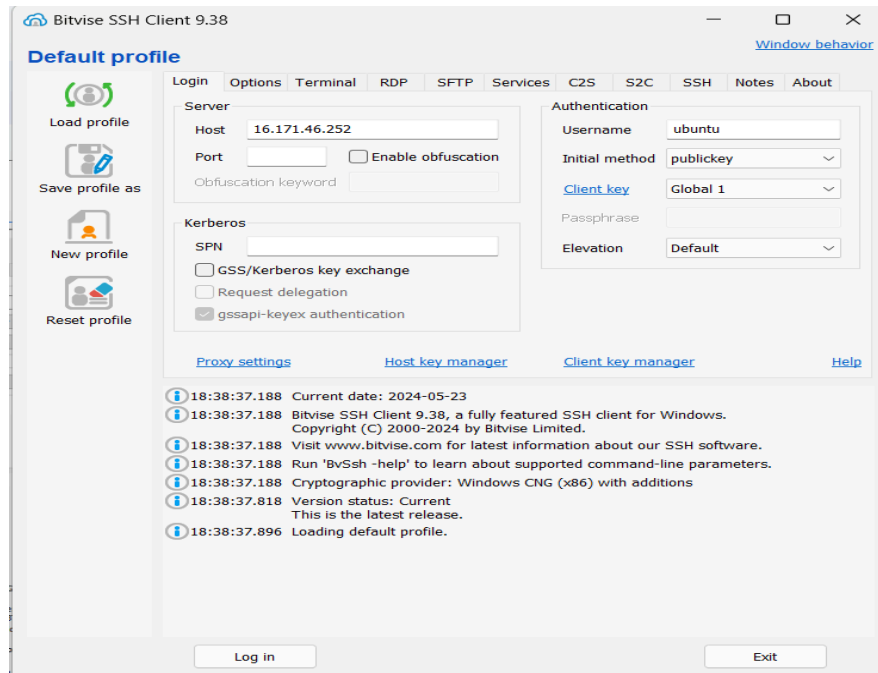 Bitvise SSH Client 9.38
Window behavior
Default profile
Load profile
Save profile as
New profile
Reset profile
Login Options Terminal RDP SFTP Services C2S S2C SSH Notes About
Server
Host 16.171.46.252
Port Enable obfuscation
Obfuscation keyword
Kerberos
SPN
GSS/Kerberos key exchange
Request delegation
gssapi-keyex authentication
Authentication
Username ubuntu
Initial method publickey
Client key Global 1
Passphrase
Elevation Default
Proxy settings Host key manager Client key manager Help
18:38:37.188 Current date: 2024-05-23
18:38:37.188 Bitvise SSH Client 9.38, a fully featured SSH client for Windows.
Copyright (C) 2000-2024 by Bitvise Limited.
18:38:37.188 Visit www.bitvise.com for latest information about our SSH software.
18:38:37.188 Run 'BvSsh -help' to learn about supported command-line parameters.
18:38:37.188 Cryptographic provider: Windows CNG (x86) with additions
18:38:37.818 Version status: Current
This is the latest release.
18:38:37.896 Loading default profile.
Log in Exit